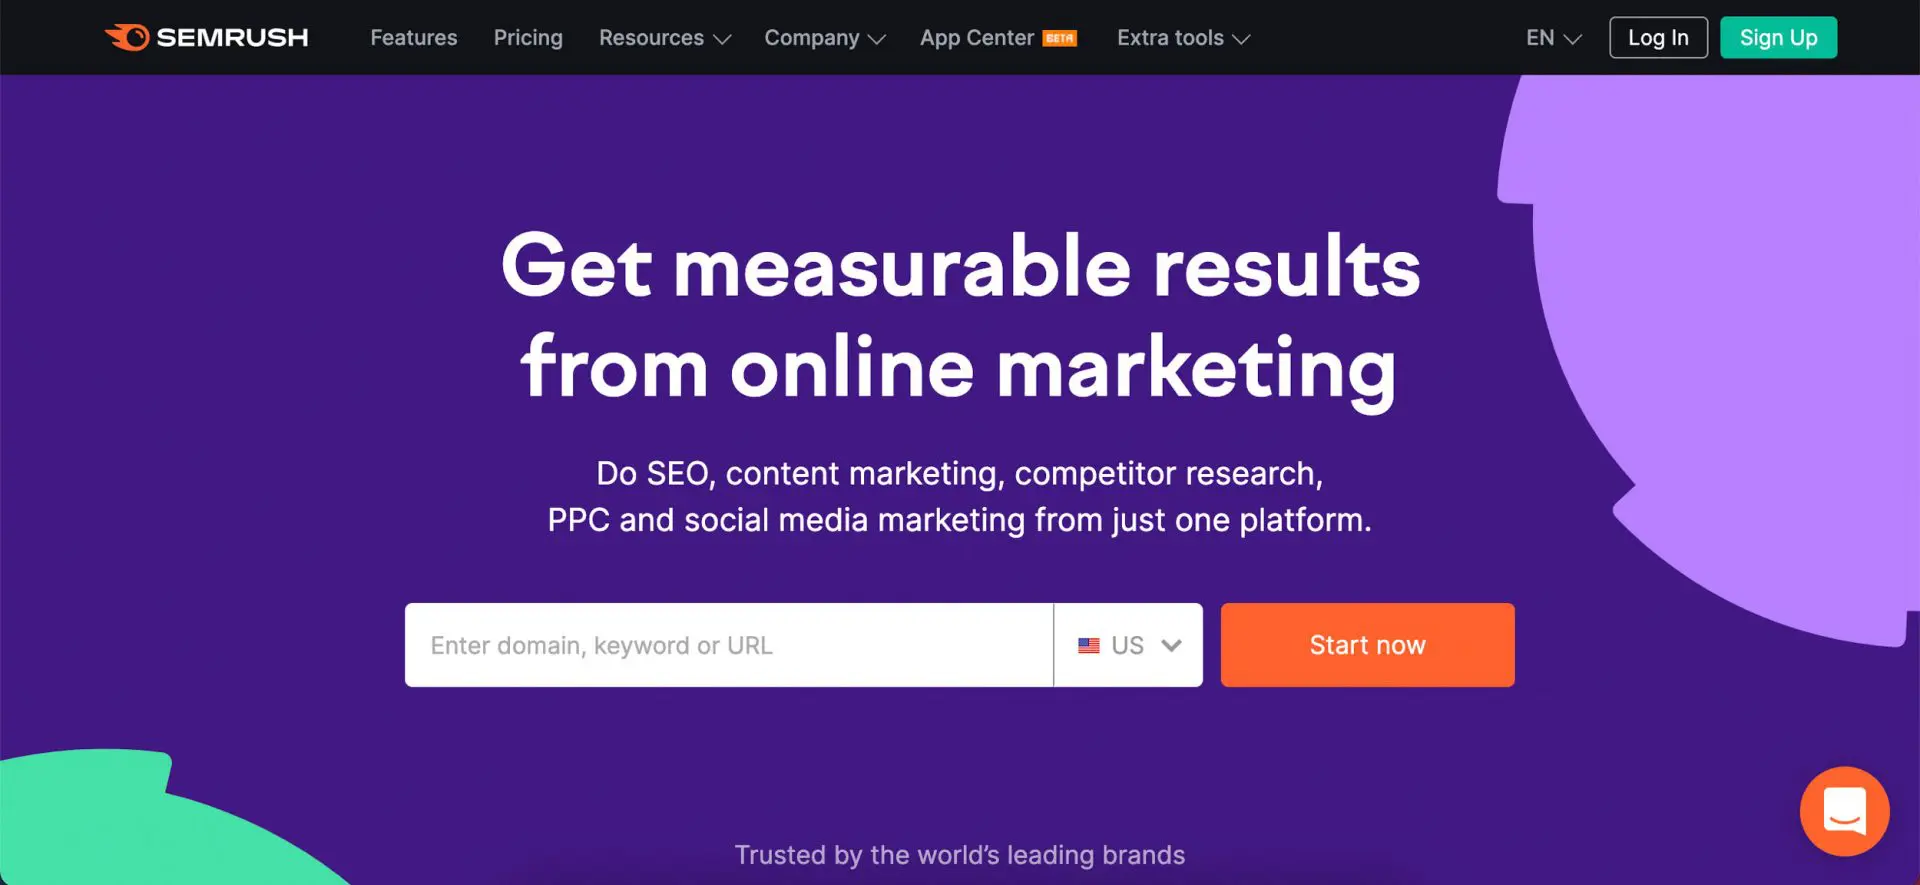 SEMRUSH Features Pricing Resources Company App Center BETA Extra tools EN Log In Sign Up
Get measurable results
from online marketing
Do SEO, content marketing, competitor research,
PPC and social media marketing from just one platform.
Enter domain, keyword or URL US Start now
Trusted by the world’s leading brands